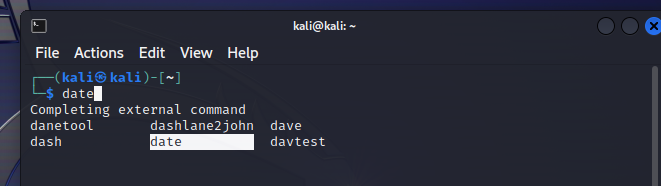 kali@kali: ~
File Actions Edit View Help
┌──(kali㉿kali)-[~]
└─$ date
Completing external command
danetool dashlane2john dave
dash date davtest